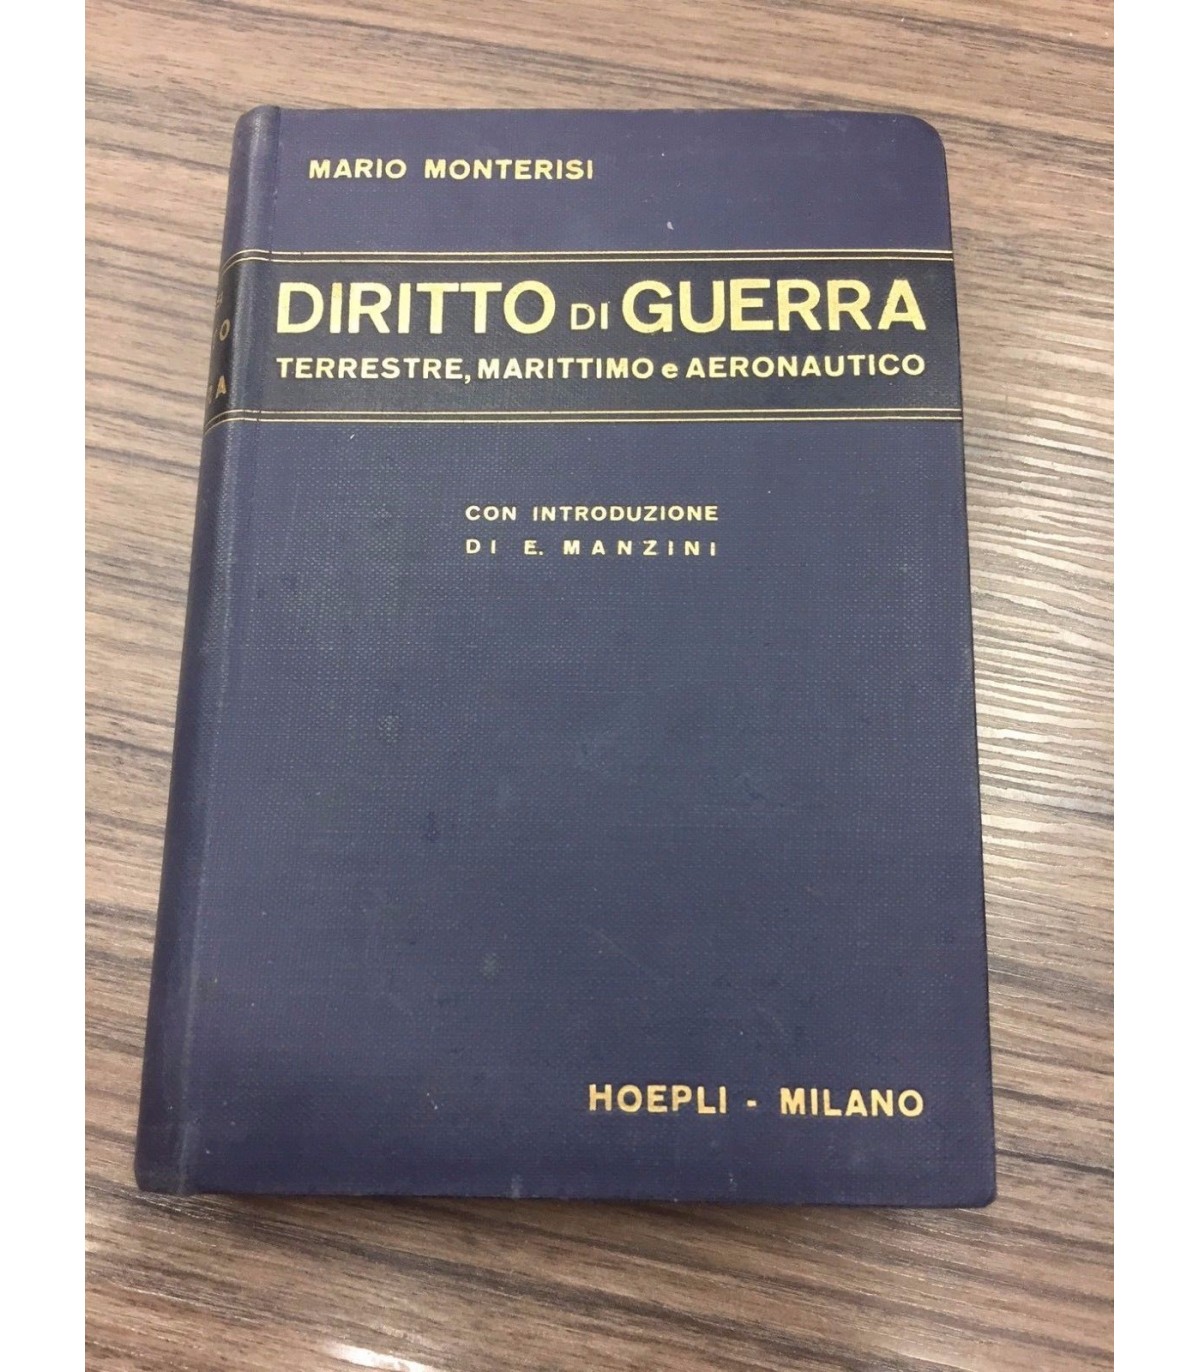 MARIO MONTERISI
DIRITTO DI GUERRA
TERRESTRE, MARITTIMO e AERONAUTICO
CON INTRODUZIONE
DI E. MANZINI
HOEPLI - MILANO